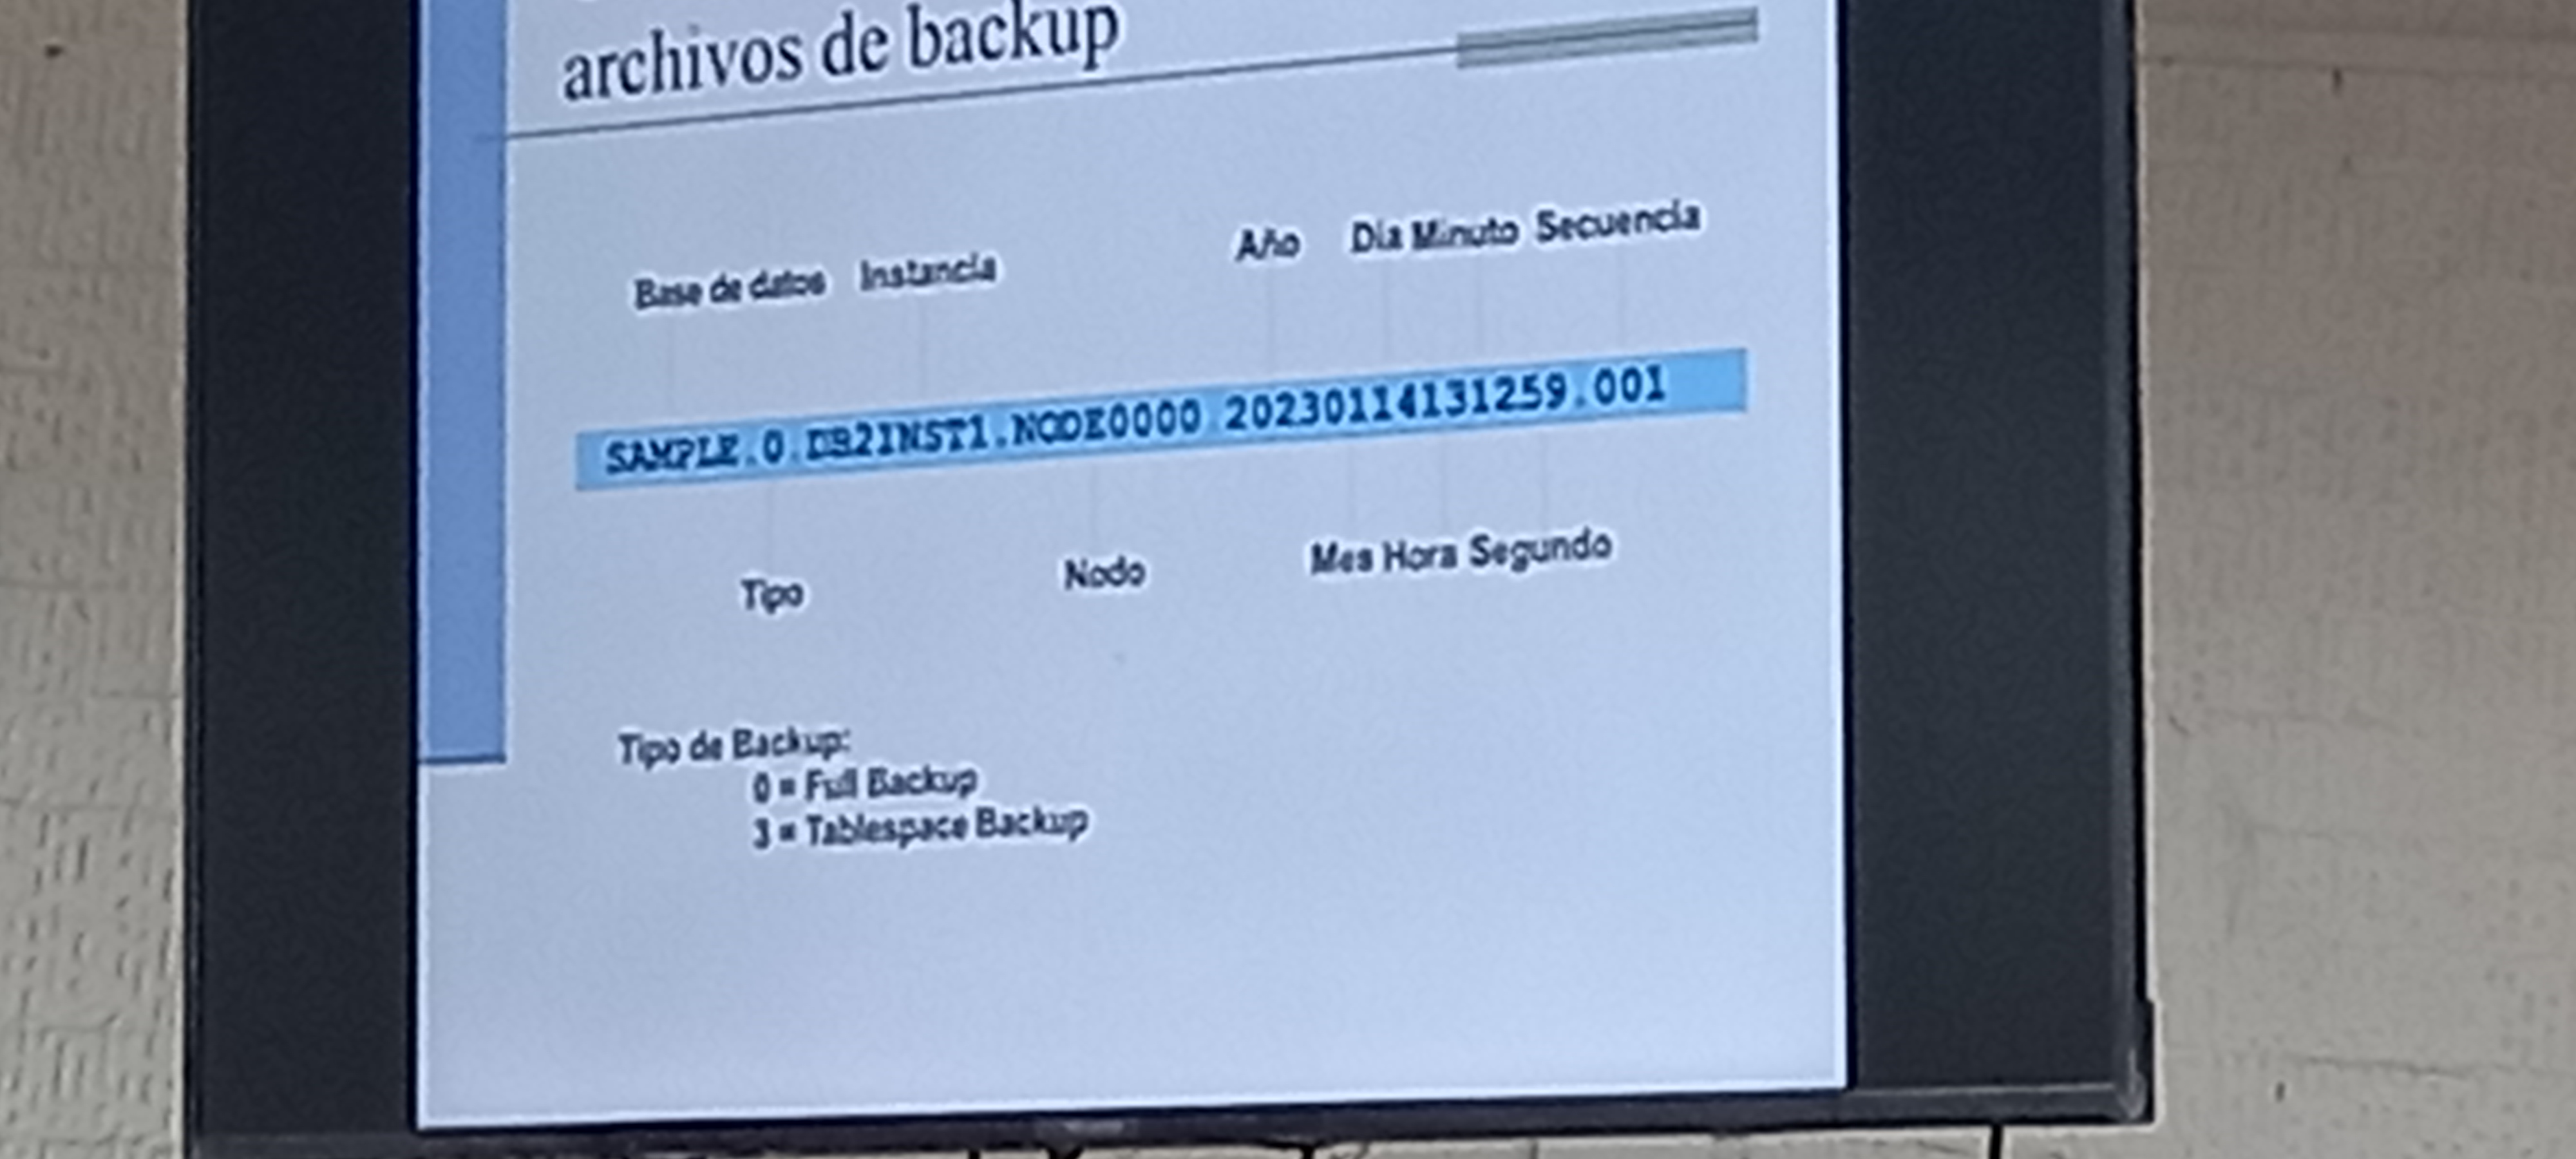 archivos de backup
Base de datos Instancia Año Dia Minuto Secuencia
SAMPLE.0.DB2INST1.NODE0000.20230114131259.001
Tipo Nodo Mes Hora Segundo
Tipo de Backup:
0 = Full Backup
3 = Tablespace Backup